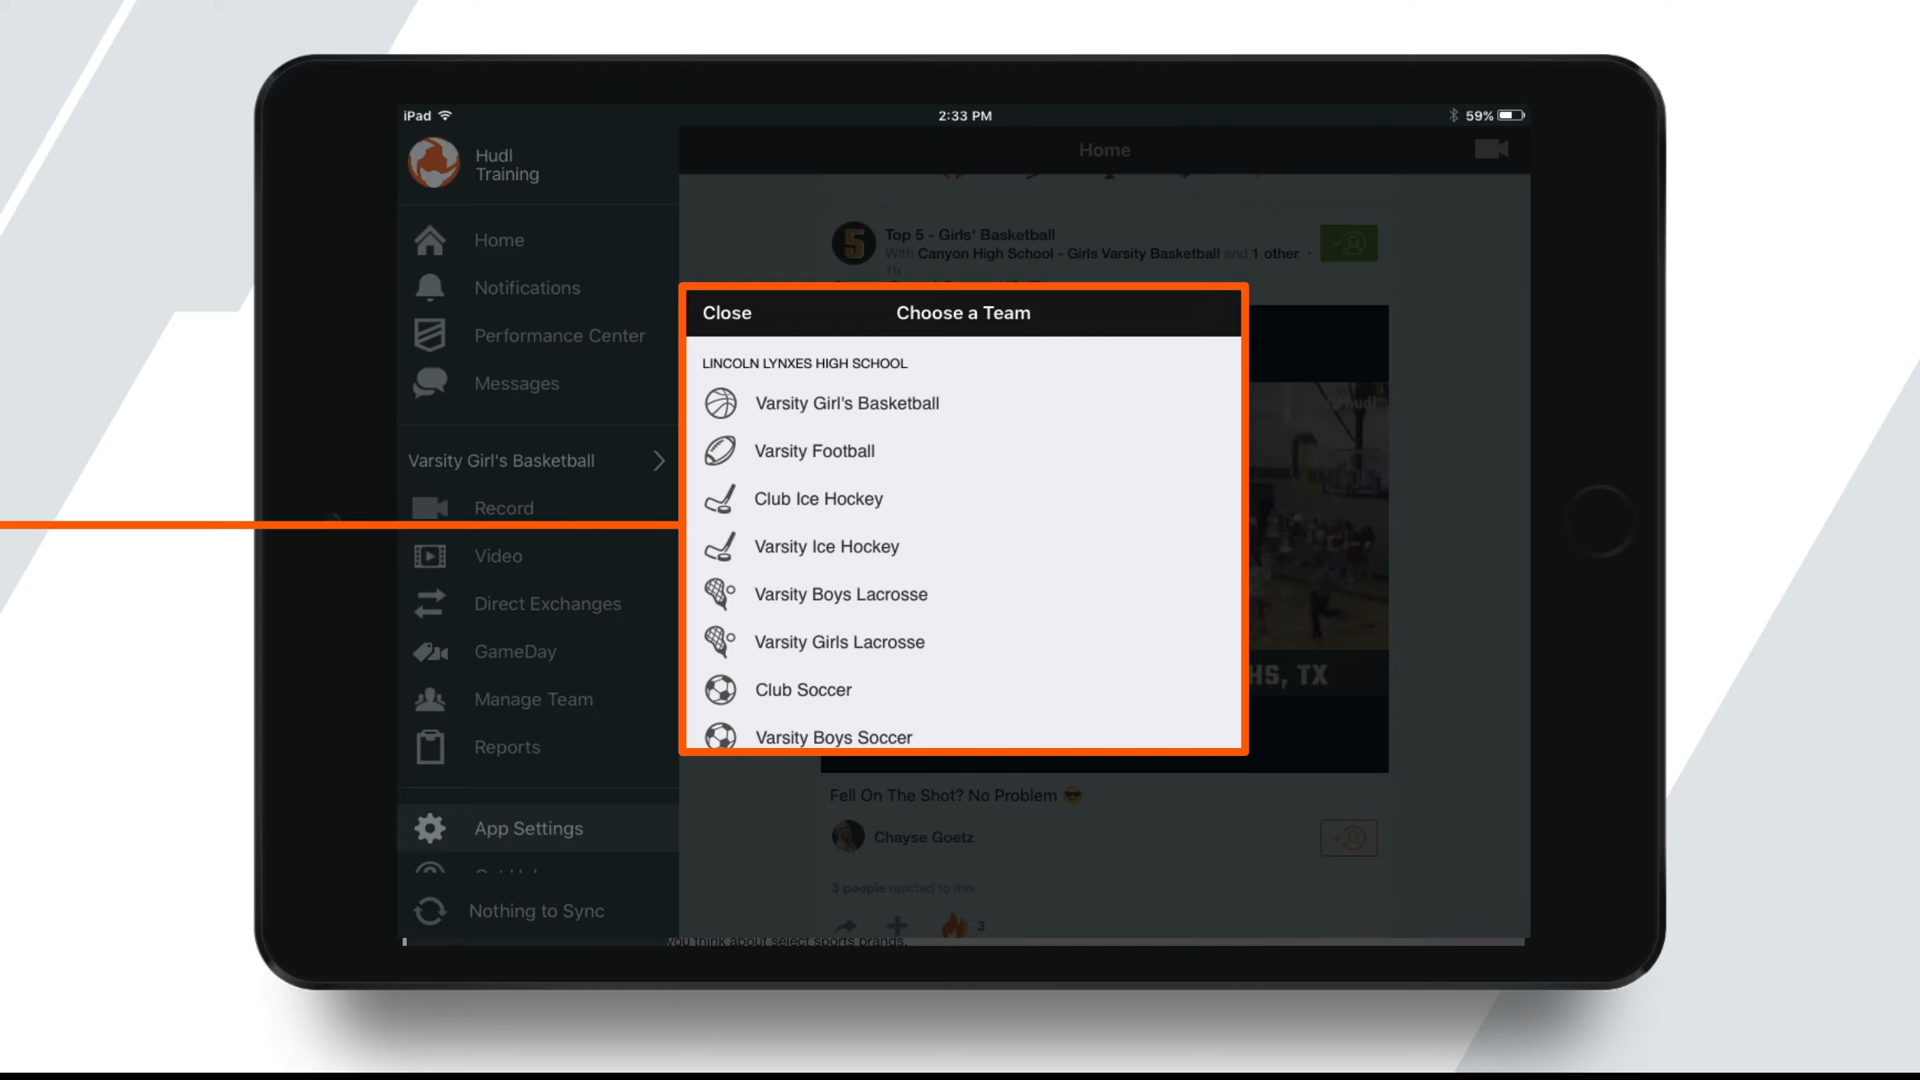 iPad
2:33 PM
59%
Hudl
Training
Home
Notifications
Performance Center
Messages
Varsity Girl's Basketball
Record
Video
Direct Exchanges
GameDay
Manage Team
Reports
App Settings
Nothing to Sync
Home
5
Top 5 - Girls' Basketball
With Canyon High School - Girls Varsity Basketball and 1 other. ·
1h
Close
Choose a Team
LINCOLN LYNXES HIGH SCHOOL
Varsity Girl's Basketball
Varsity Football
Club Ice Hockey
Varsity Ice Hockey
Varsity Boys Lacrosse
Varsity Girls Lacrosse
Club Soccer
Varsity Boys Soccer
hudl
HS, TX
Fell On The Shot? No Problem 😎
Chayse Goetz
3 people reacted to this.
3
you think about select sports brands.